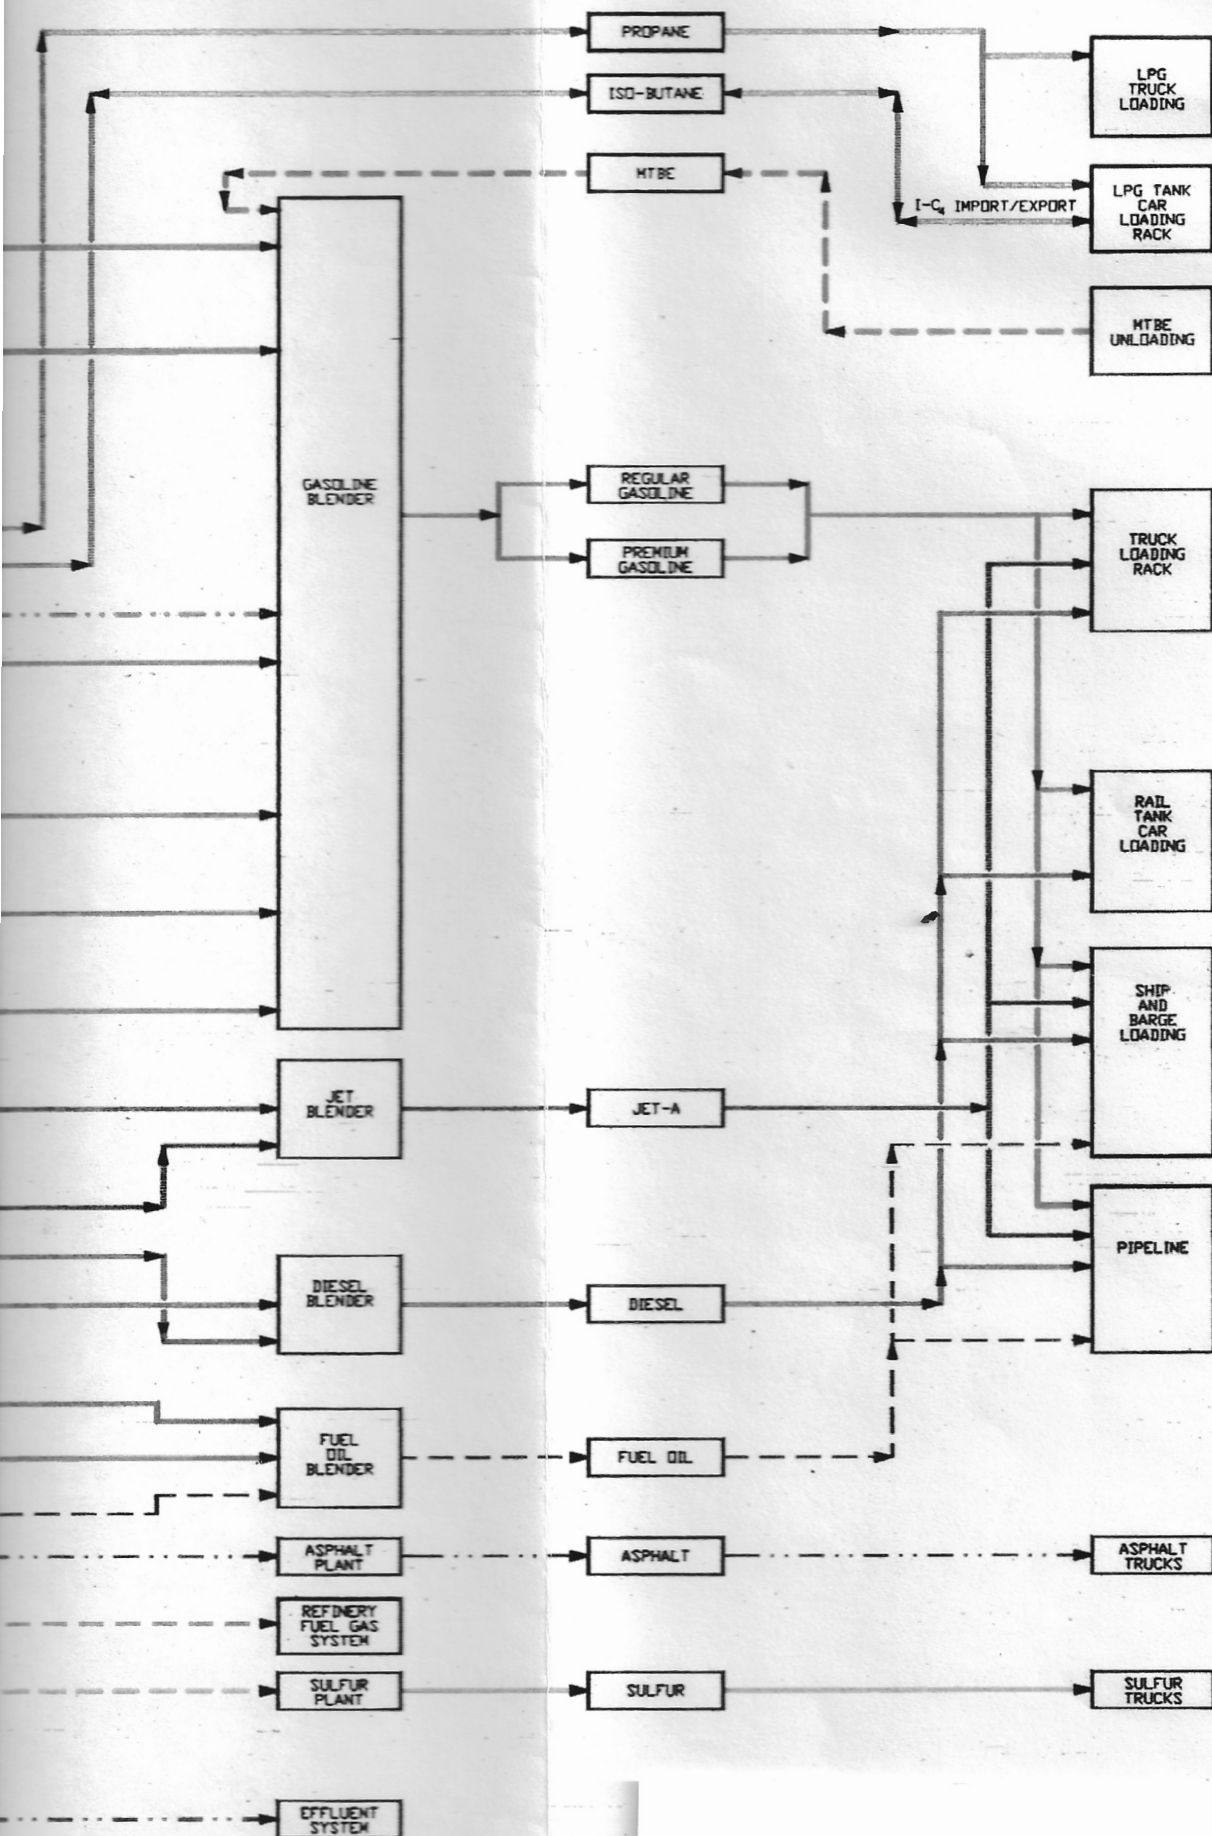 PROPANE
LPG
TRUCK
LOADING
ISO-BUTANE
MTBE
LPG TANK
CAR
LOADING
RACK
I-C4 IMPORT/EXPORT
MTBE
UNLOADING
GASOLINE
BLENDER
REGULAR
GASOLINE
PREMIUM
GASOLINE
TRUCK
LOADING
RACK
RAIL
TANK
CAR
LOADING
SHIP
AND
BARGE
LOADING
JET
BLENDER
JET-A
PIPELINE
DIESEL
BLENDER
DIESEL
FUEL
OIL
BLENDER
FUEL OIL
ASPHALT
PLANT
ASPHALT
ASPHALT
TRUCKS
REFINERY
FUEL GAS
SYSTEM
SULFUR
PLANT
SULFUR
SULFUR
TRUCKS
EFFLUENT
SYSTEM